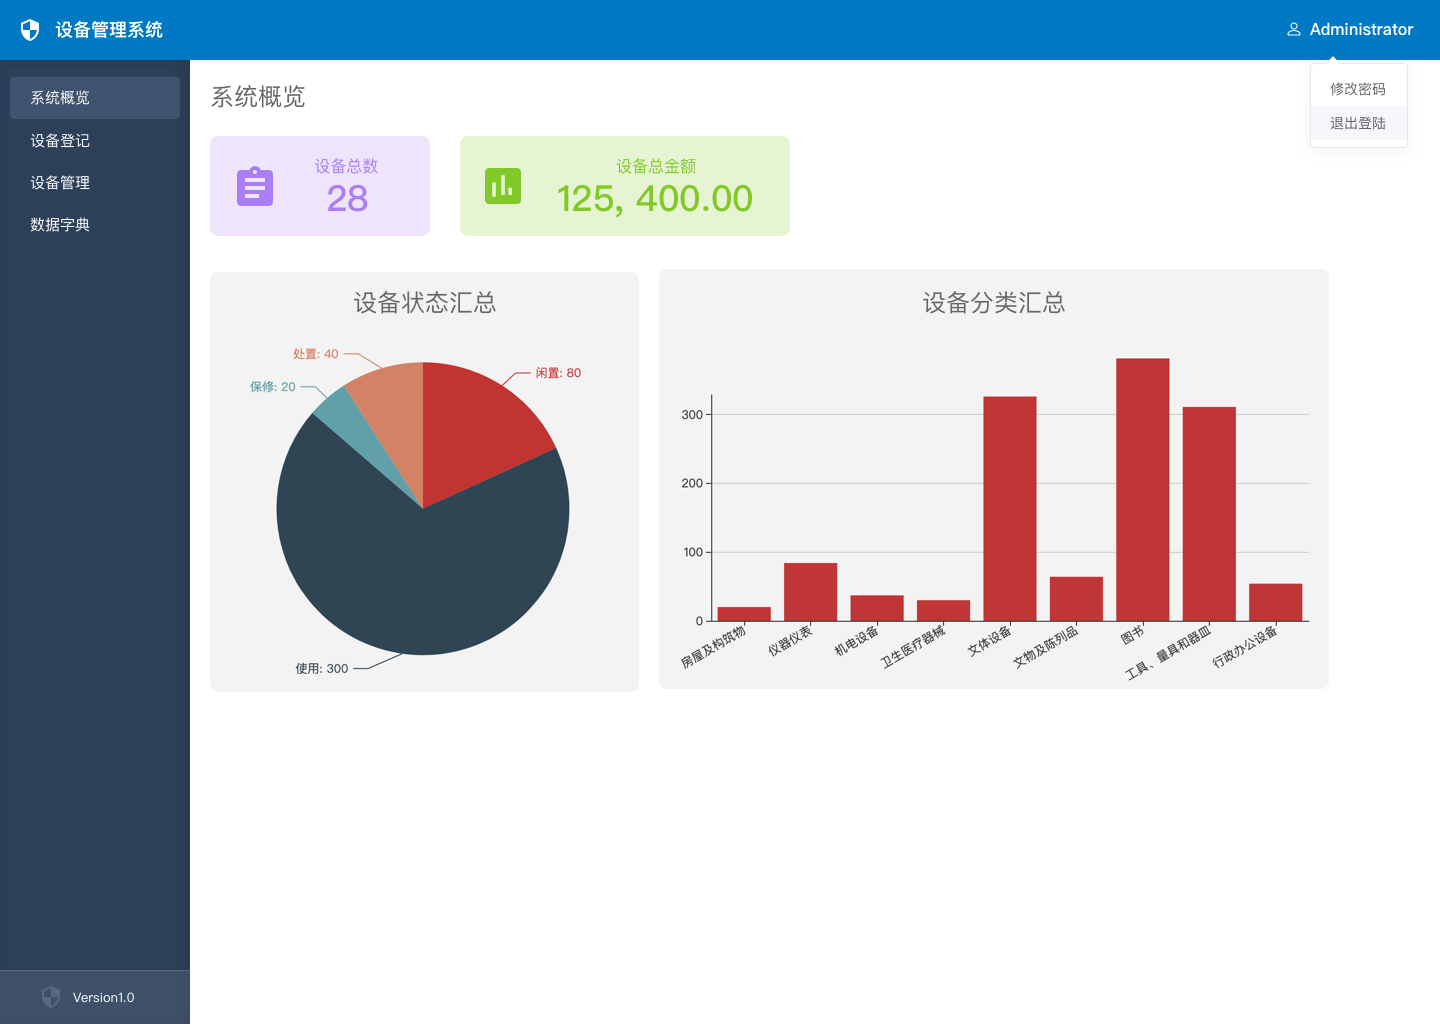 设备管理系统
Administrator
修改密码
退出登陆
系统概览
设备登记
设备管理
数据字典
Version1.0
系统概览
设备总数
28
设备总金额
125, 400.00
设备状态汇总
处置: 40
闲置: 80
保修: 20
使用: 300
设备分类汇总
300
200
100
0
房屋及构筑物
仪器仪表
机电设备
卫生医疗器械
文体设备
文物及陈列品
图书
工具、量具和器皿
行政办公设备